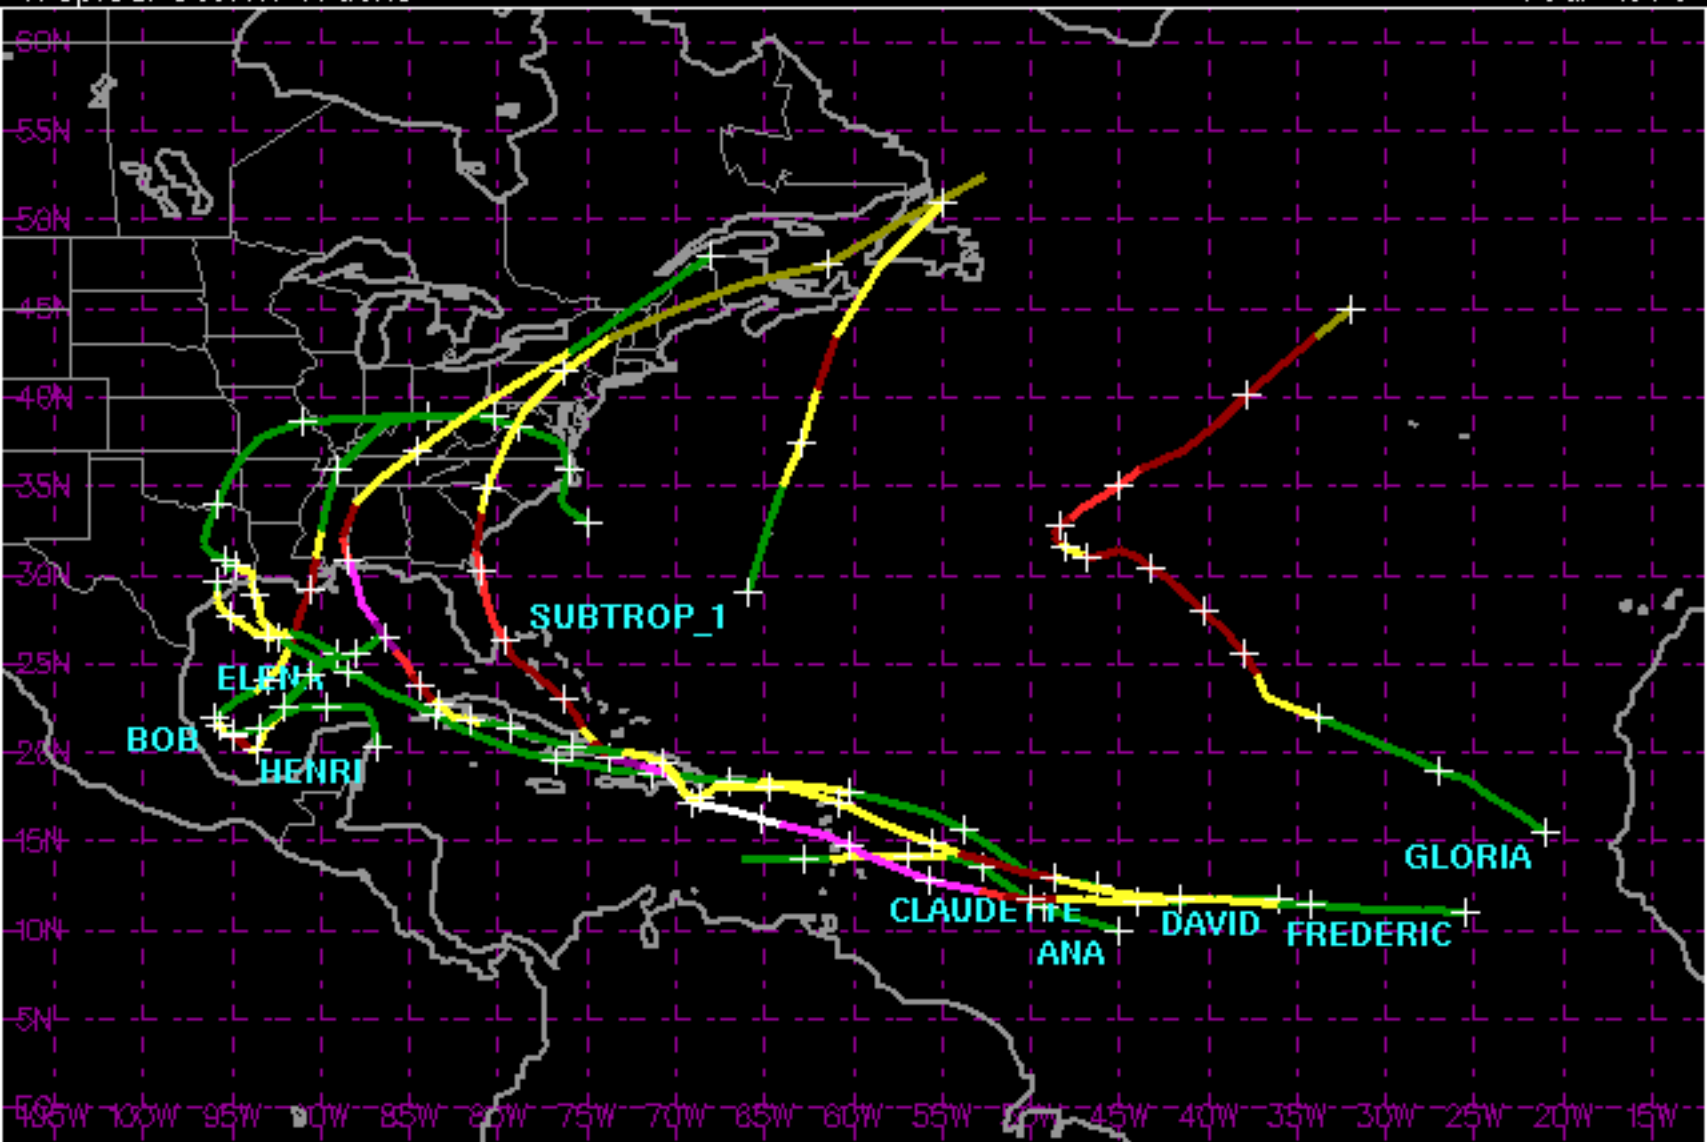 60N
55N
50N
45N
40N
35N
30N
SUBTROP_1
25N
ELENA
BOB
20N
HENRI
15N
GLORIA
CLAUDETTE
DAVID
FREDERIC
10N
ANA
5N
105W 100W 95W 90W 85W 80W 75W 70W 65W 60W 55W 50W 45W 40W 35W 30W 25W 20W 15W